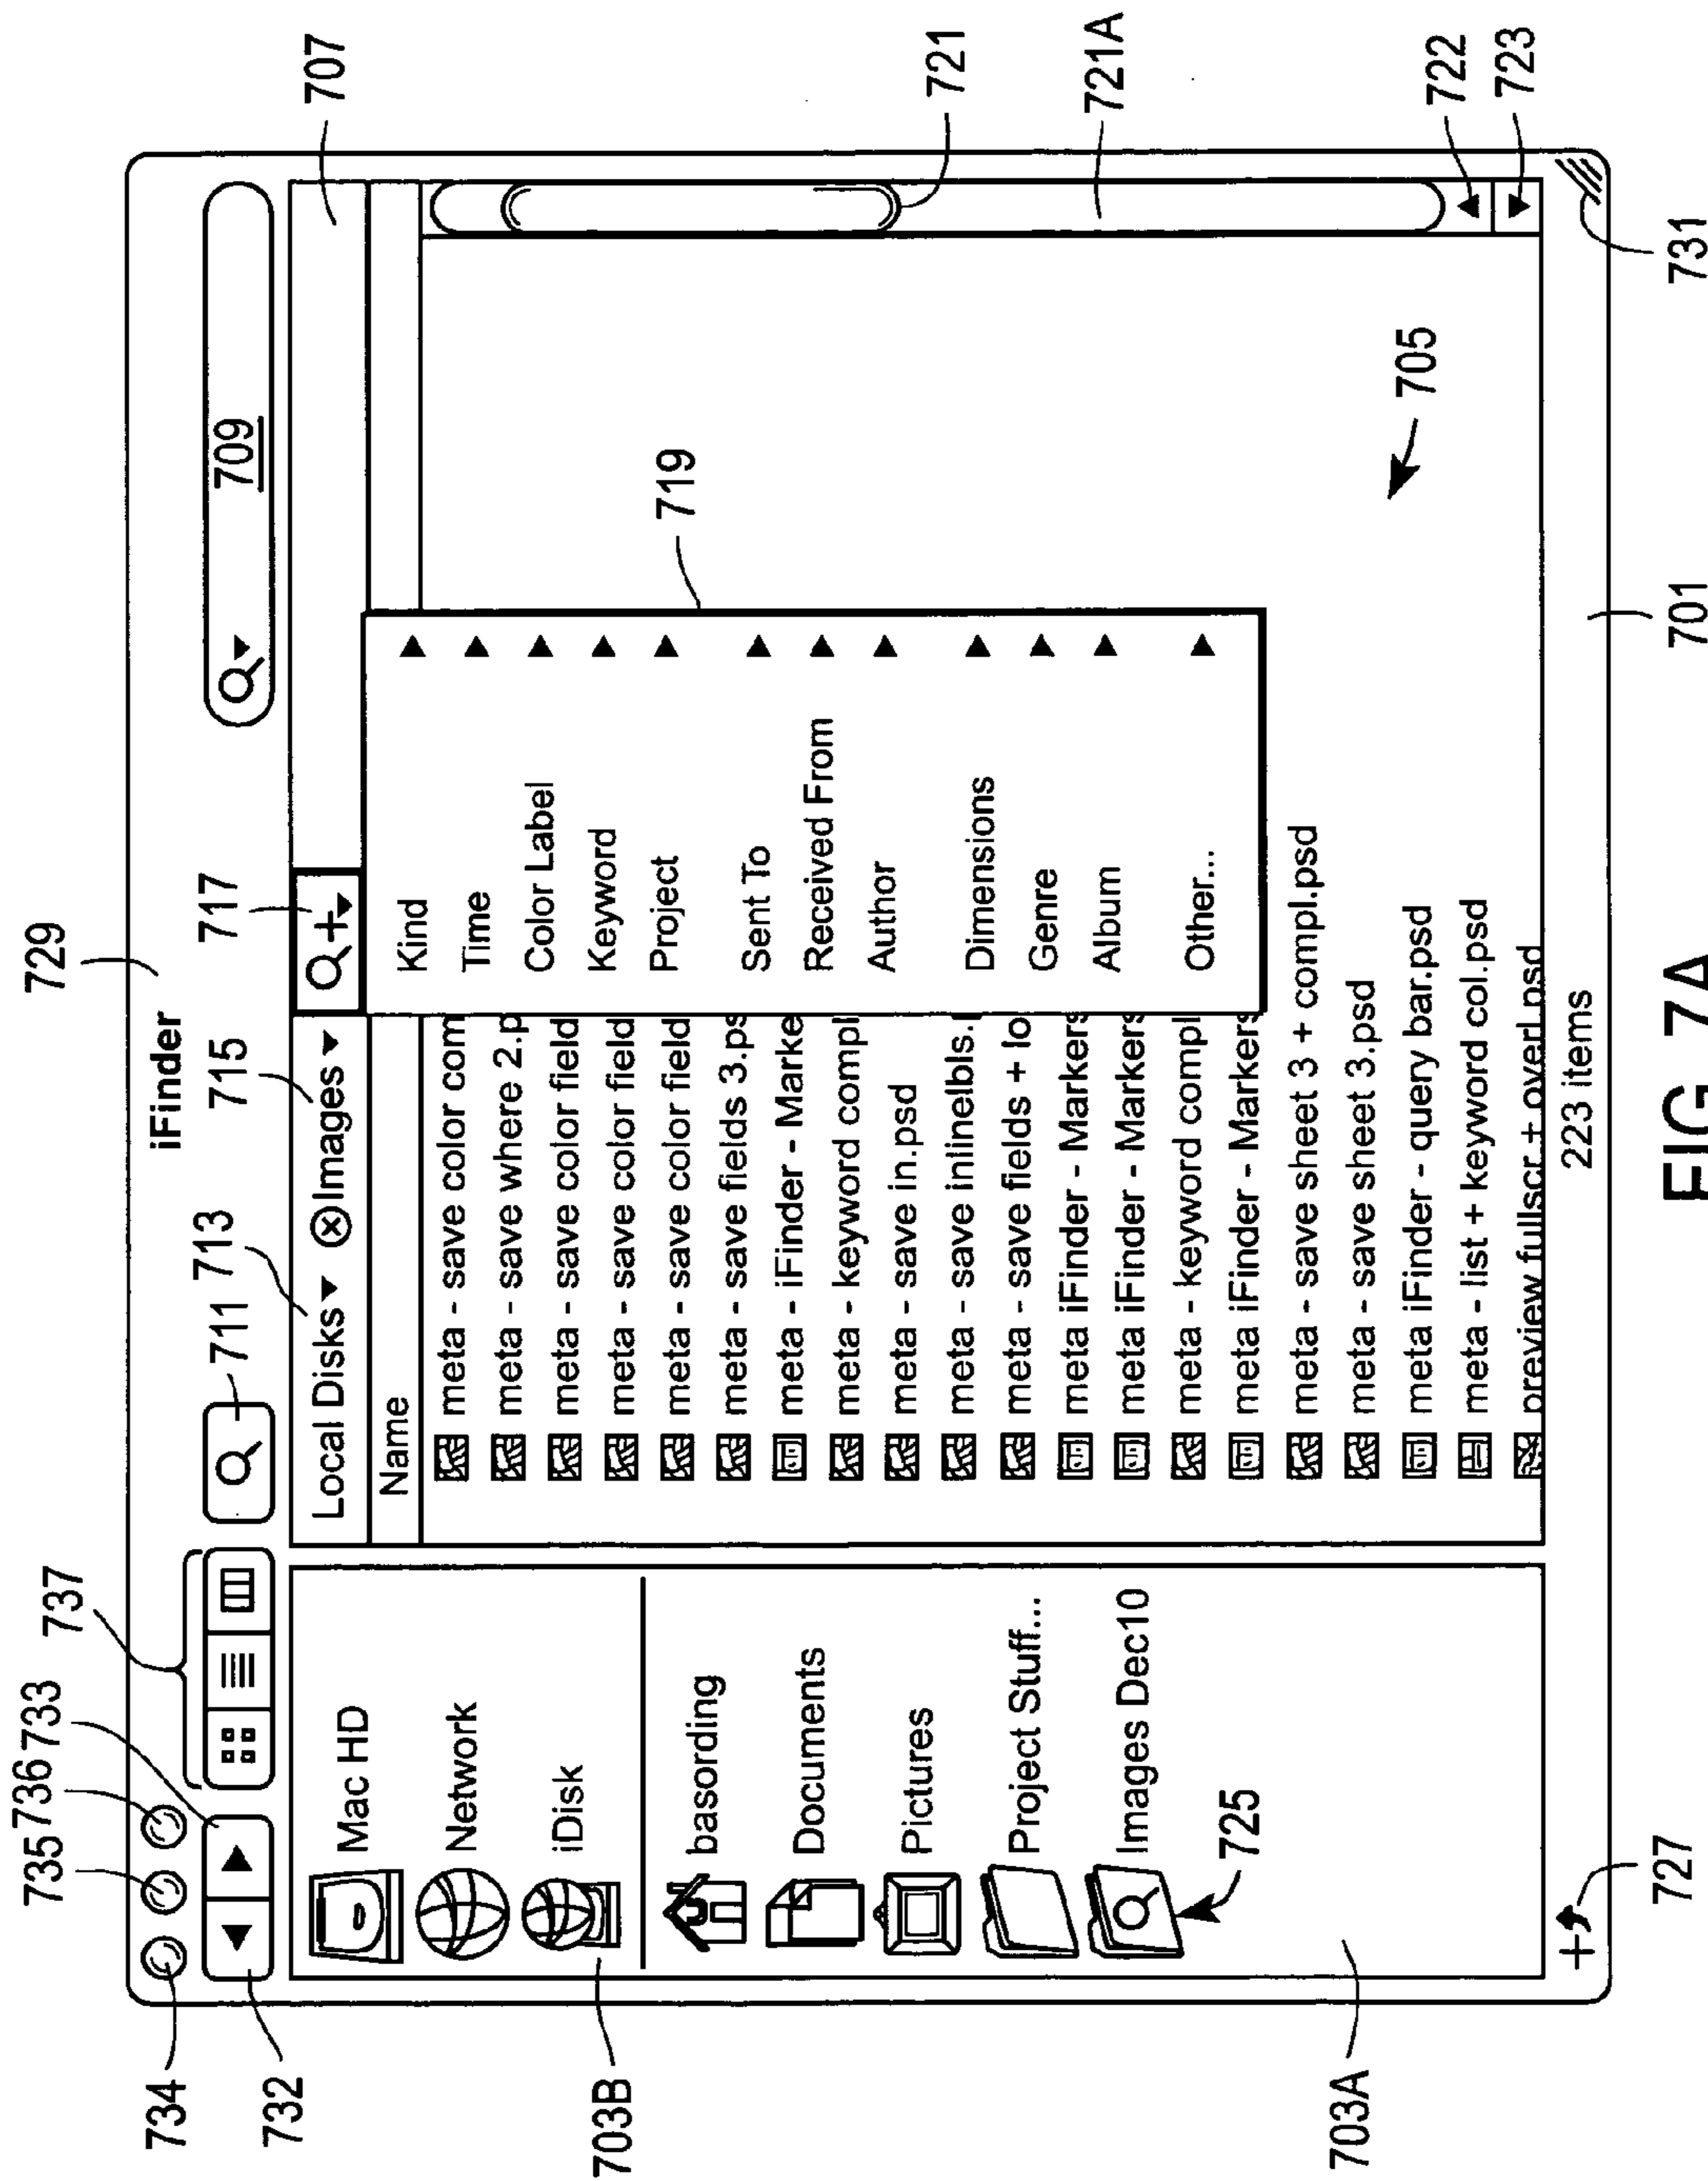 729
iFinder
734
735
736
733
732
737
711
713
715
717
709
707
Local Disks Images
Name
Mac HD
Network
iDisk
basording
Documents
Pictures
Project Stuff...
Images Dec10
703B
725
703A
meta - save color com
meta - save where 2.p
meta - save color field
meta - save color field
meta - save color field
meta - save fields 3.ps
meta - iFinder - Marke
meta - keyword compl
meta - save in.psd
meta - save inlinelbls.
meta - save fields + lo
meta iFinder - Markers
meta iFinder - Markers
meta - keyword compl
meta iFinder - Markers
meta - save sheet 3 + compl.psd
meta - save sheet 3.psd
meta iFinder - query bar.psd
meta - list + keyword col.psd
preview fullscr + overl.psd
Kind
Time
Color Label
Keyword
Project
Sent To
Received From
Author
Dimensions
Genre
Album
Other...
719
705
721
721A
722
723
223 items
727
701
731
FIG. 7A